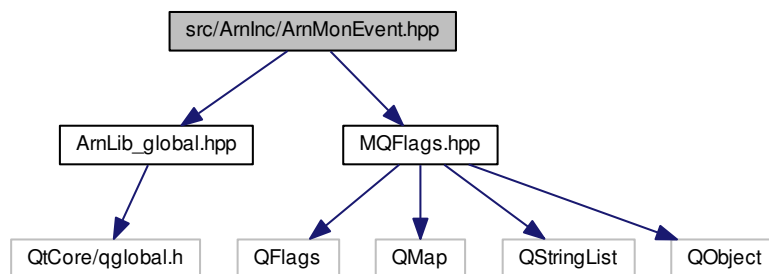 src/ArnInc/ArnMonEvent.hpp
ArnLib_global.hpp
MQFlags.hpp
QtCore/qglobal.h
QFlags
QMap
QStringList
QObject